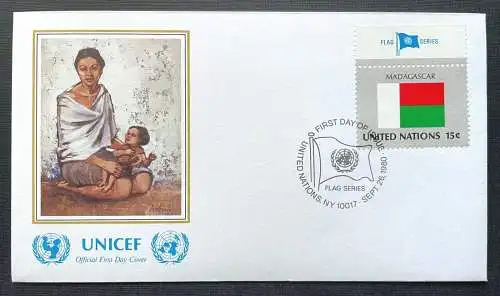 FLAG SERIES
MADAGASCAR
UNITED NATIONS 15¢
FIRST DAY OF ISSUE
UNITED NATIONS, NY 10017 · SEPT. 26, 1980
FLAG SERIES
UNICEF
Official First Day Cover